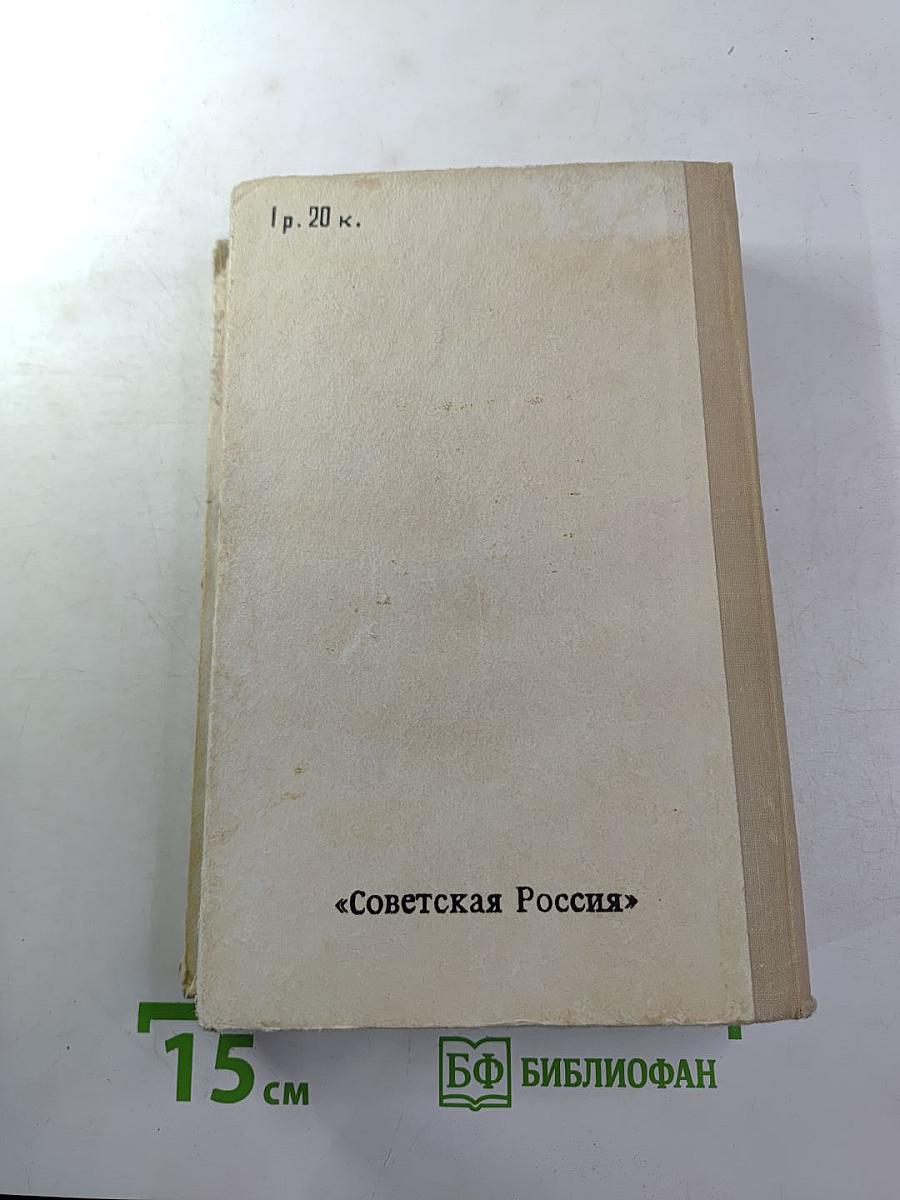 1 р. 20 к.
«Советская Россия»
15 см
БФ БИБЛИОФАН